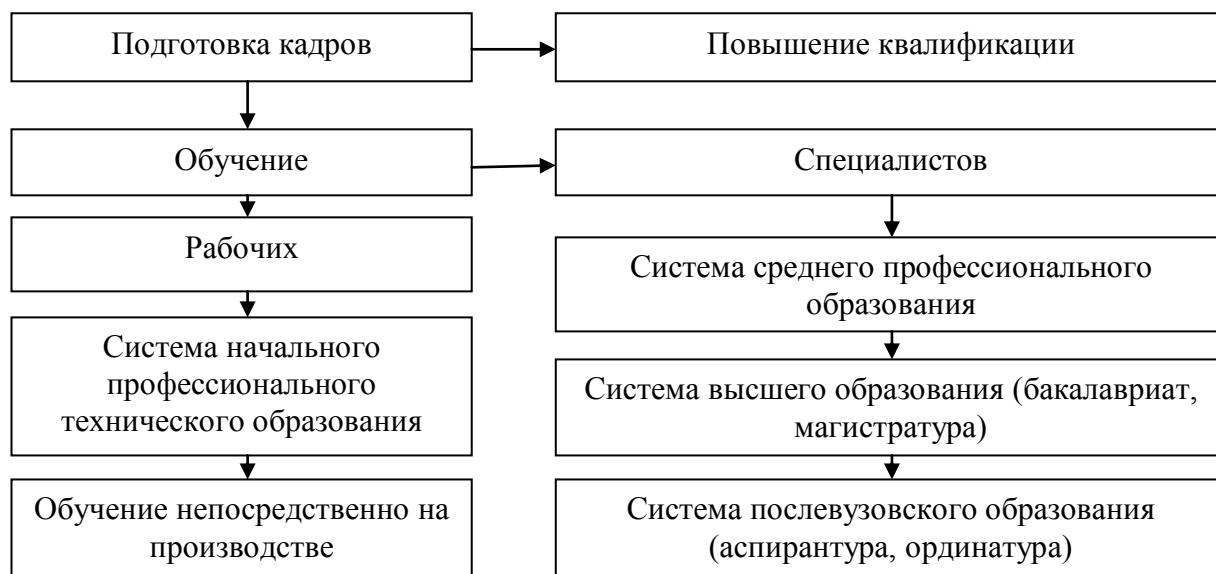 Подготовка кадров
Повышение квалификации
Обучение
Специалистов
Рабочих
Система среднего профессионального
образования
Система начального
профессионального
технического образования
Система высшего образования (бакалавриат,
магистратура)
Обучение непосредственно на
производстве
Система послевузовского образования
(аспирантура, ординатура)